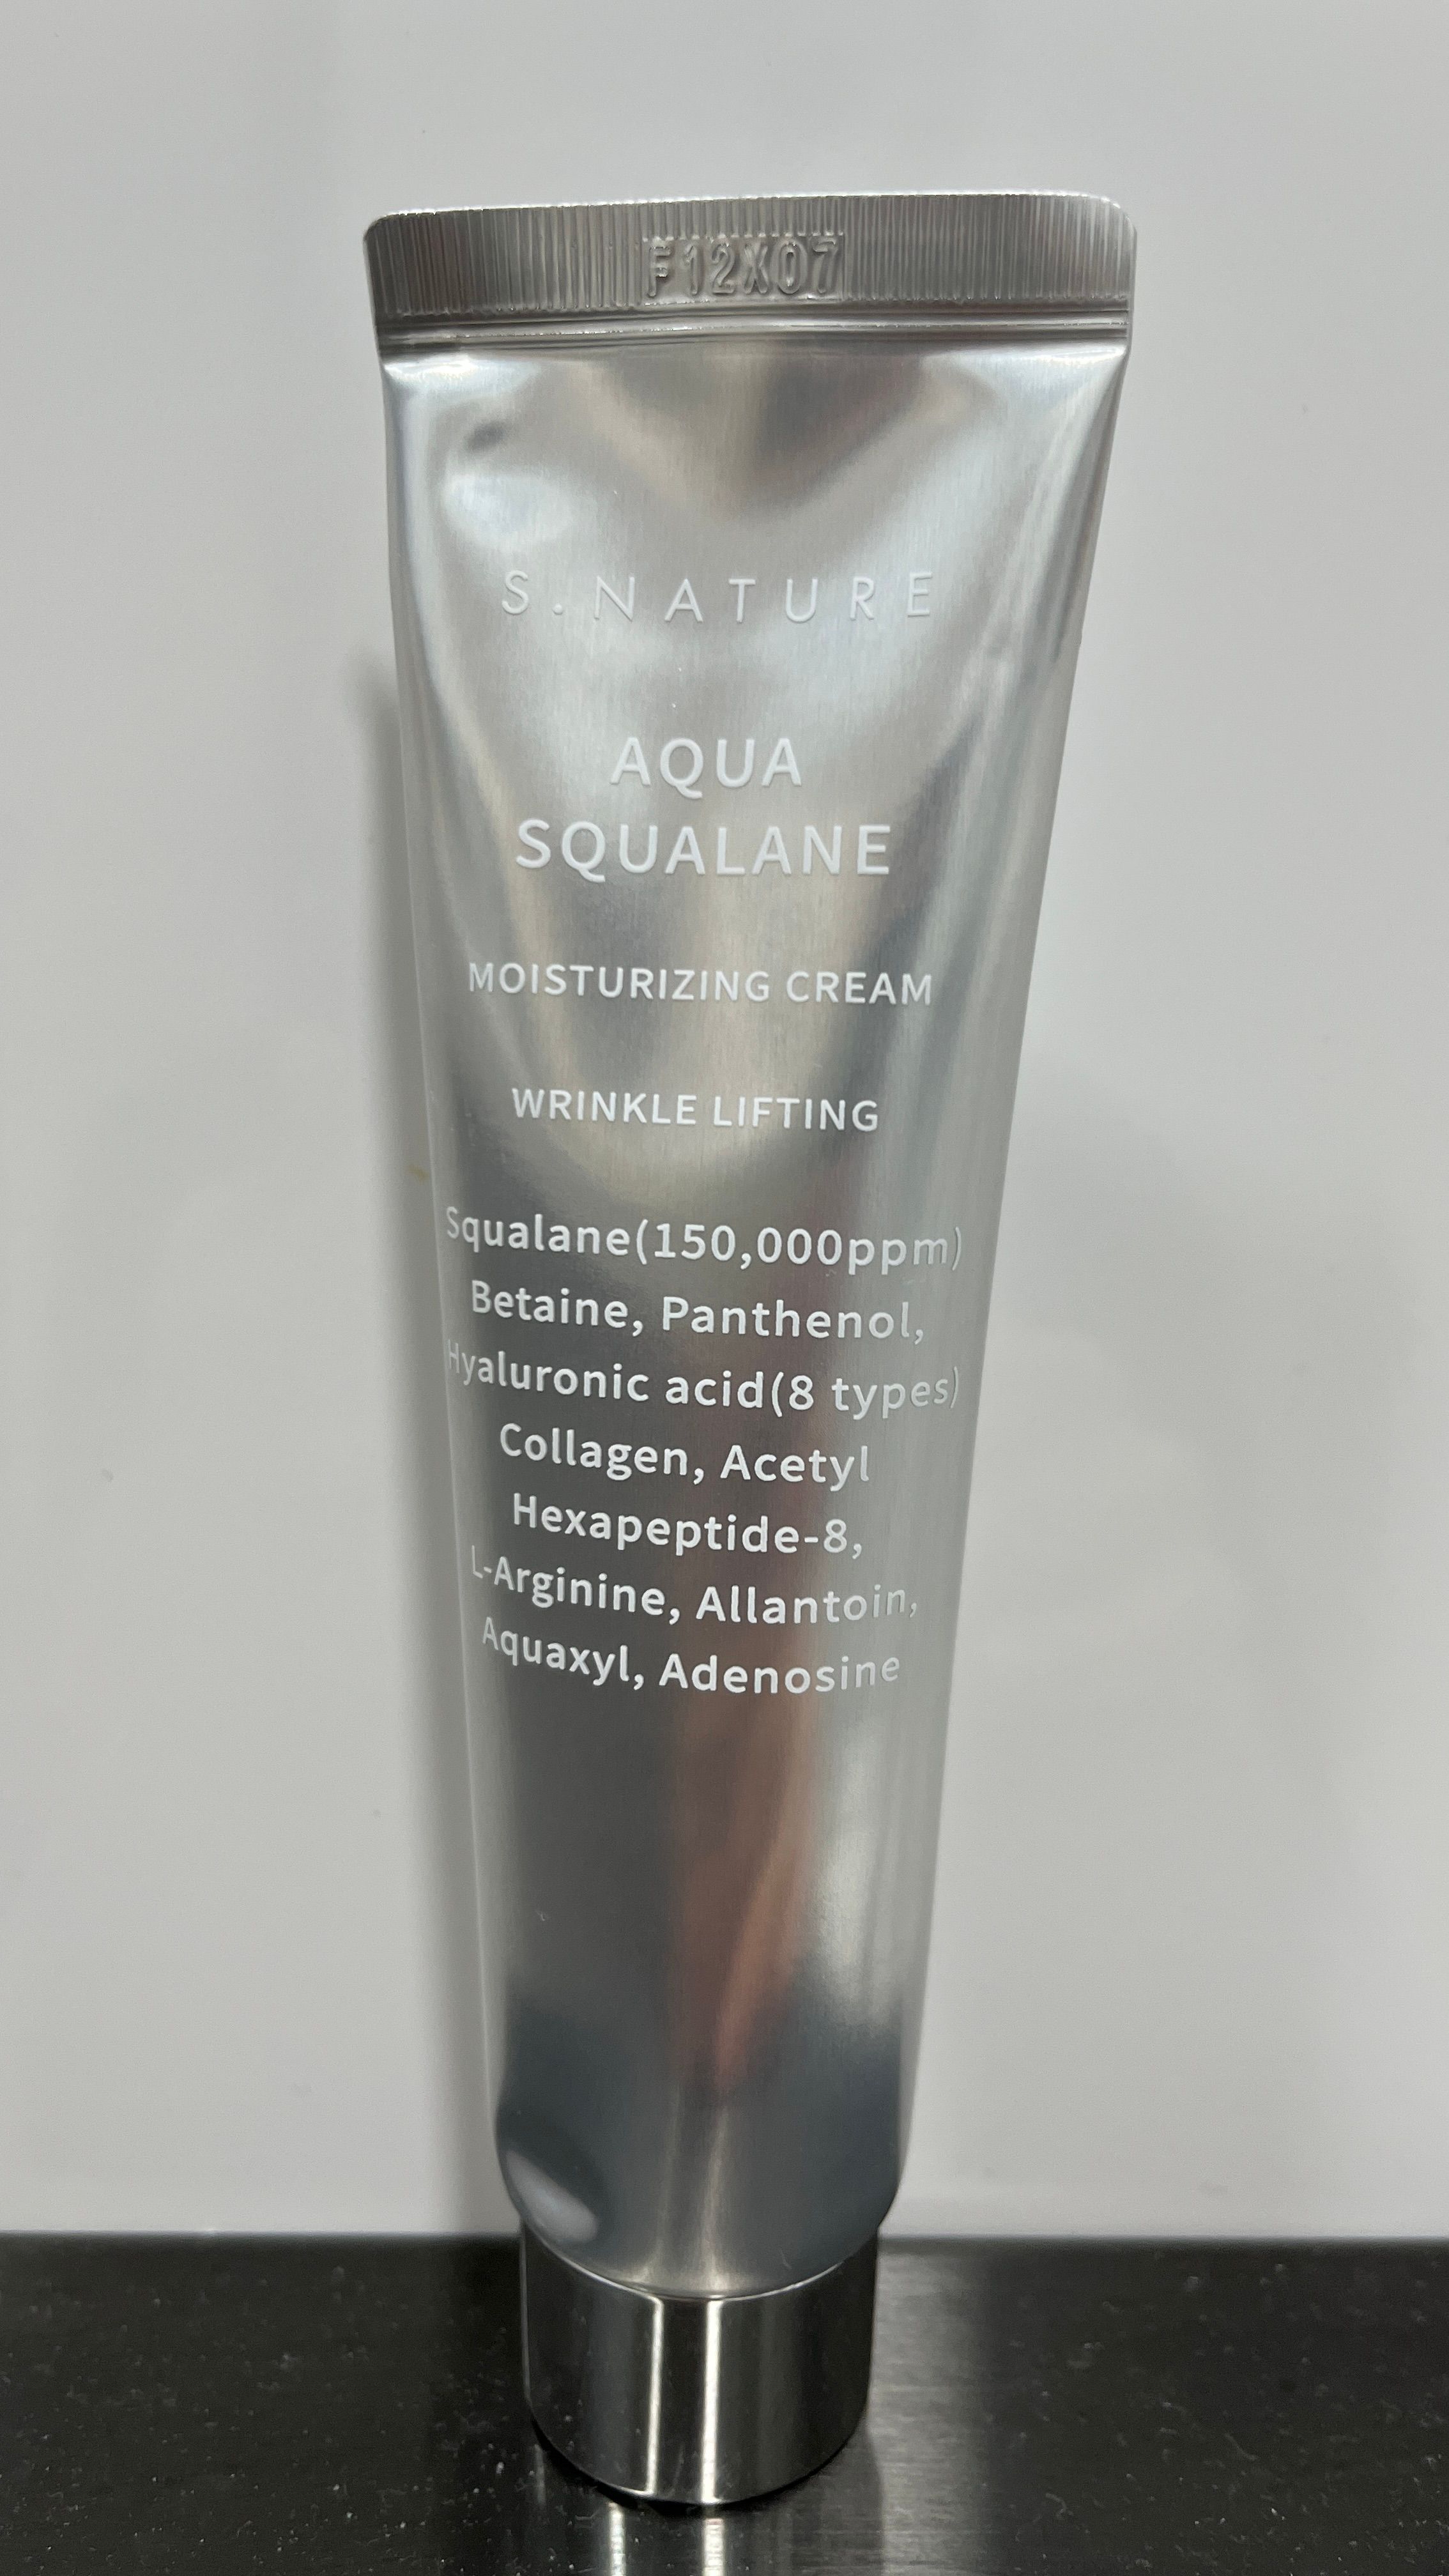 F12X07
S.NATURE
AQUA
SQUALANE
MOISTURIZING CREAM
WRINKLE LIFTING
Squalane(150,000ppm)
Betaine, Panthenol,
Hyaluronic acid(8 types)
Collagen, Acetyl
Hexapeptide-8,
L-Arginine, Allantoin,
Aquaxyl, Adenosine